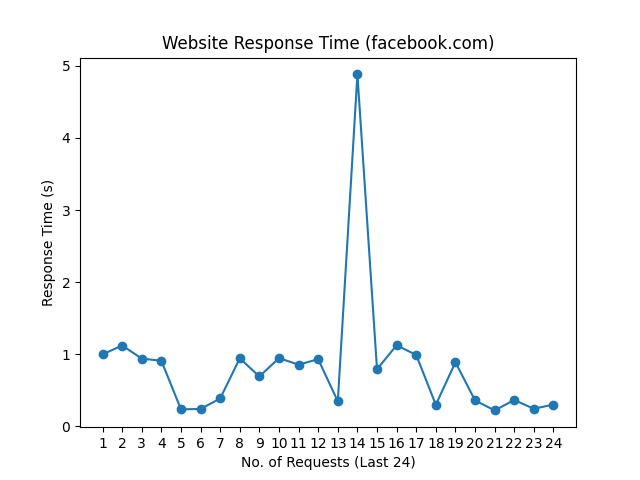 Website Response Time (facebook.com)
5
4
3
2
1
0
Response Time (s)
1 2 3 4 5 6 7 8 9 10 11 12 13 14 15 16 17 18 19 20 21 22 23 24
No. of Requests (Last 24)